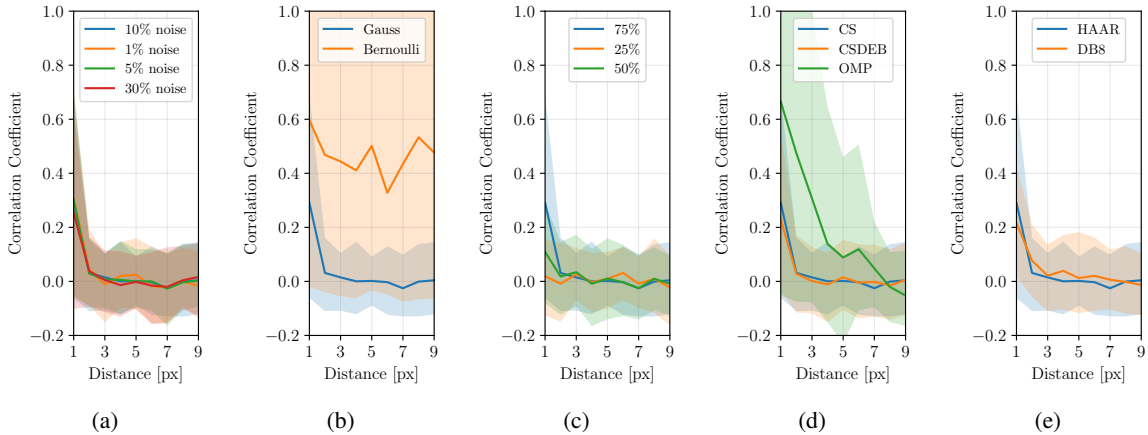 1.0
0.8
0.6
0.4
0.2
0.0
−0.2
Correlation Coefficient
10% noise
1% noise
5% noise
30% noise
1 3 5 7 9
Distance [px]
(a)
1.0
0.8
0.6
0.4
0.2
0.0
−0.2
Correlation Coefficient
Gauss
Bernoulli
1 3 5 7 9
Distance [px]
(b)
1.0
0.8
0.6
0.4
0.2
0.0
−0.2
Correlation Coefficient
75%
25%
50%
1 3 5 7 9
Distance [px]
(c)
1.0
0.8
0.6
0.4
0.2
0.0
−0.2
Correlation Coefficient
CS
CSDEB
OMP
1 3 5 7 9
Distance [px]
(d)
1.0
0.8
0.6
0.4
0.2
0.0
−0.2
Correlation Coefficient
HAAR
DB8
1 3 5 7 9
Distance [px]
(e)